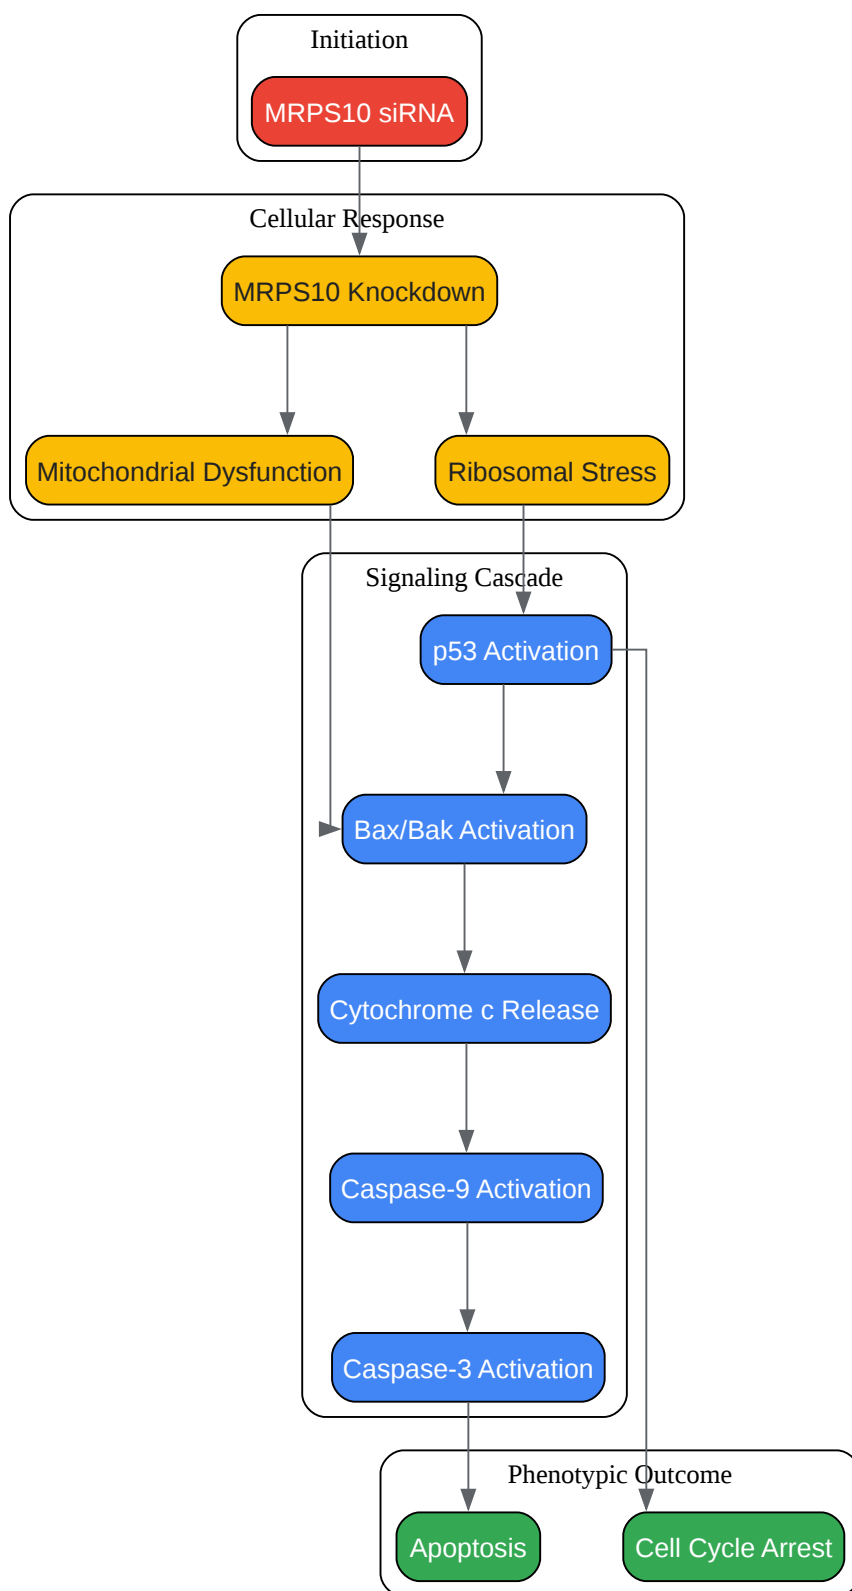 Initiation
MRPS10 siRNA
Cellular Response
MRPS10 Knockdown
Mitochondrial Dysfunction
Ribosomal Stress
Signaling Cascade
p53 Activation
Bax/Bak Activation
Cytochrome c Release
Caspase-9 Activation
Caspase-3 Activation
Phenotypic Outcome
Apoptosis
Cell Cycle Arrest